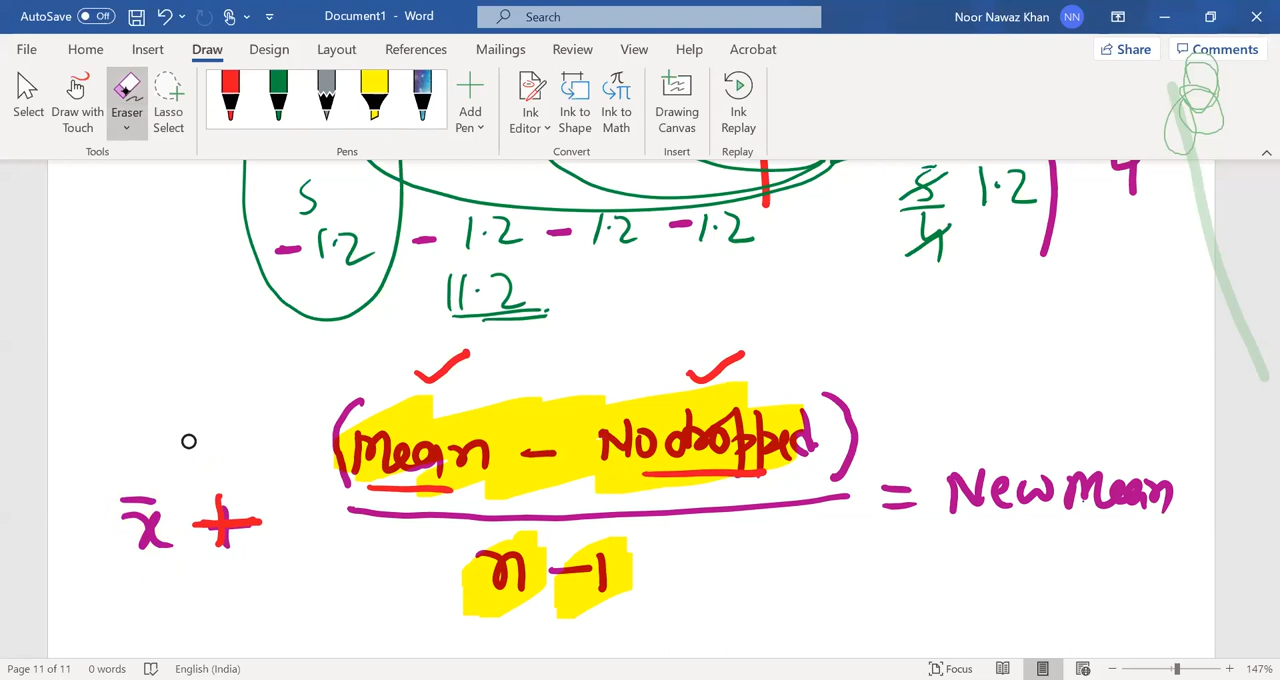 AutoSave Off Document1 - Word Search Noor Nawaz Khan NN
File Home Insert Draw Design Layout References Mailings Review View Help Acrobat Share Comments
Select Draw with Touch Eraser Lasso Select Add Pen Ink Editor Ink to Shape Ink to Math Drawing Canvas Ink Replay
Tools Pens Convert Insert Replay
5 8/4 1.2 4
- 1.2 - 1.2 - 1.2 - 1.2
11.2
x̄ + (Mean - No dropped) / n - 1 = New Mean
Page 11 of 11 0 words English (India) Focus 147%